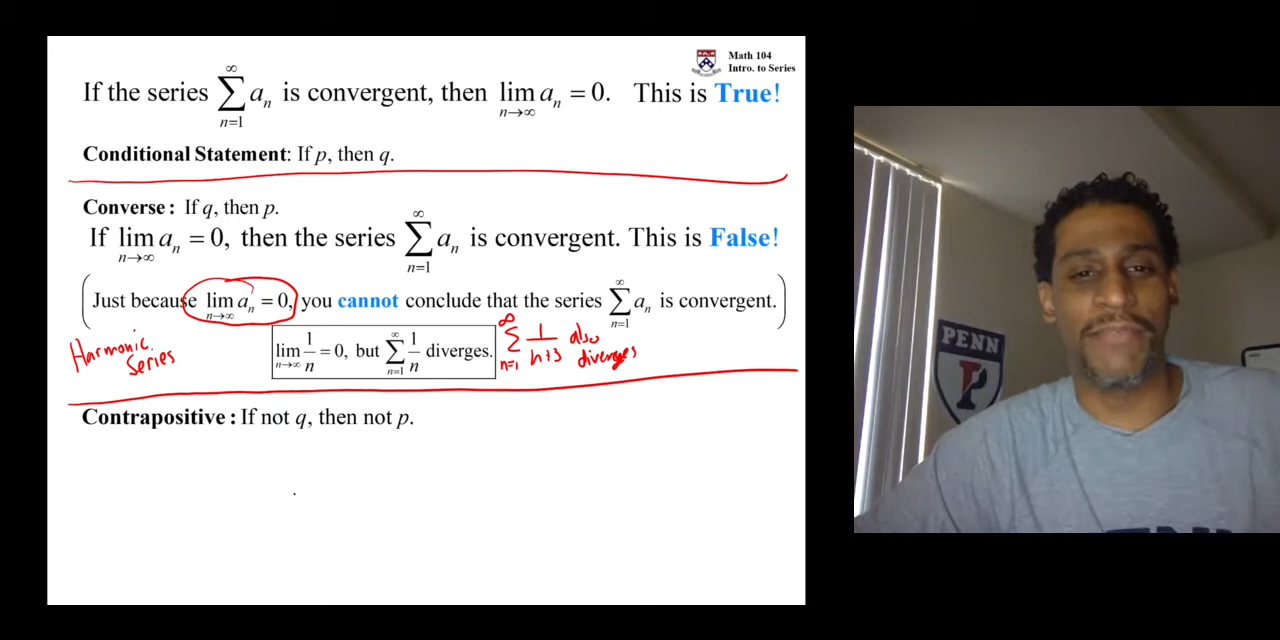 Math 104
Intro. to Series
If the series ∑_{n=1}^{∞} a_n is convergent, then lim_{n→∞} a_n = 0. This is True!
Conditional Statement: If p, then q.
Converse: If q, then p.
If lim_{n→∞} a_n = 0, then the series ∑_{n=1}^{∞} a_n is convergent. This is False!
(Just because lim_{n→∞} a_n = 0, you cannot conclude that the series ∑_{n=1}^{∞} a_n is convergent.)
Harmonic Series
lim_{n→∞} 1/n = 0, but ∑_{n=1}^{∞} 1/n diverges.
∑_{n=1}^{∞} 1/(n+3) also diverges
Contrapositive: If not q, then not p.
PENN
P